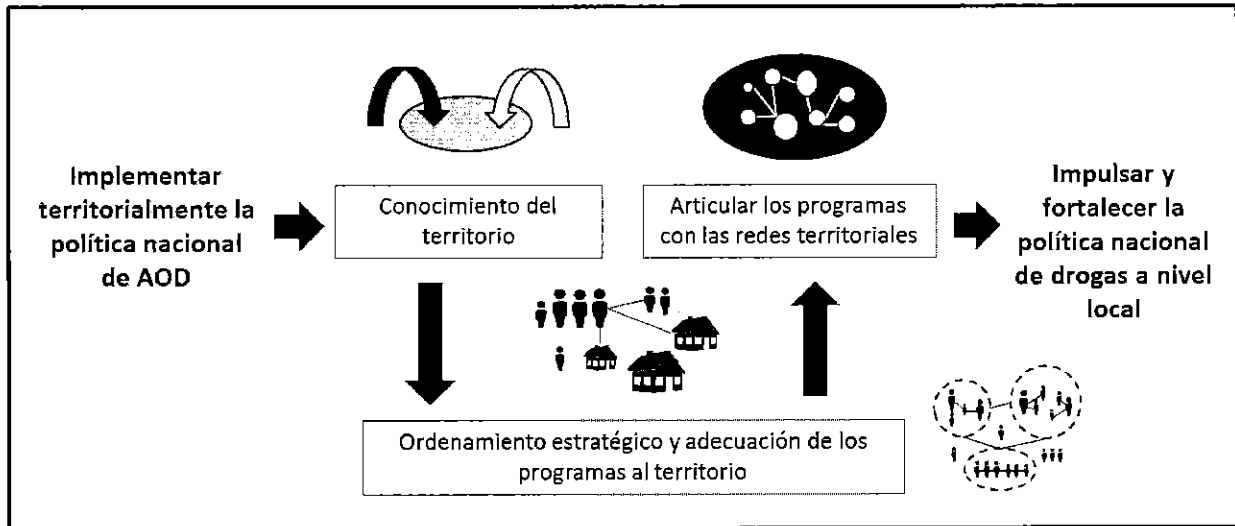 Implementar
territorialmente la
política nacional
de AOD
Conocimiento del
territorio
Articular los programas
con las redes territoriales
Impulsar y
fortalecer la
política nacional
de drogas a nivel
local
Ordenamiento estratégico y adecuación de los
programas al territorio